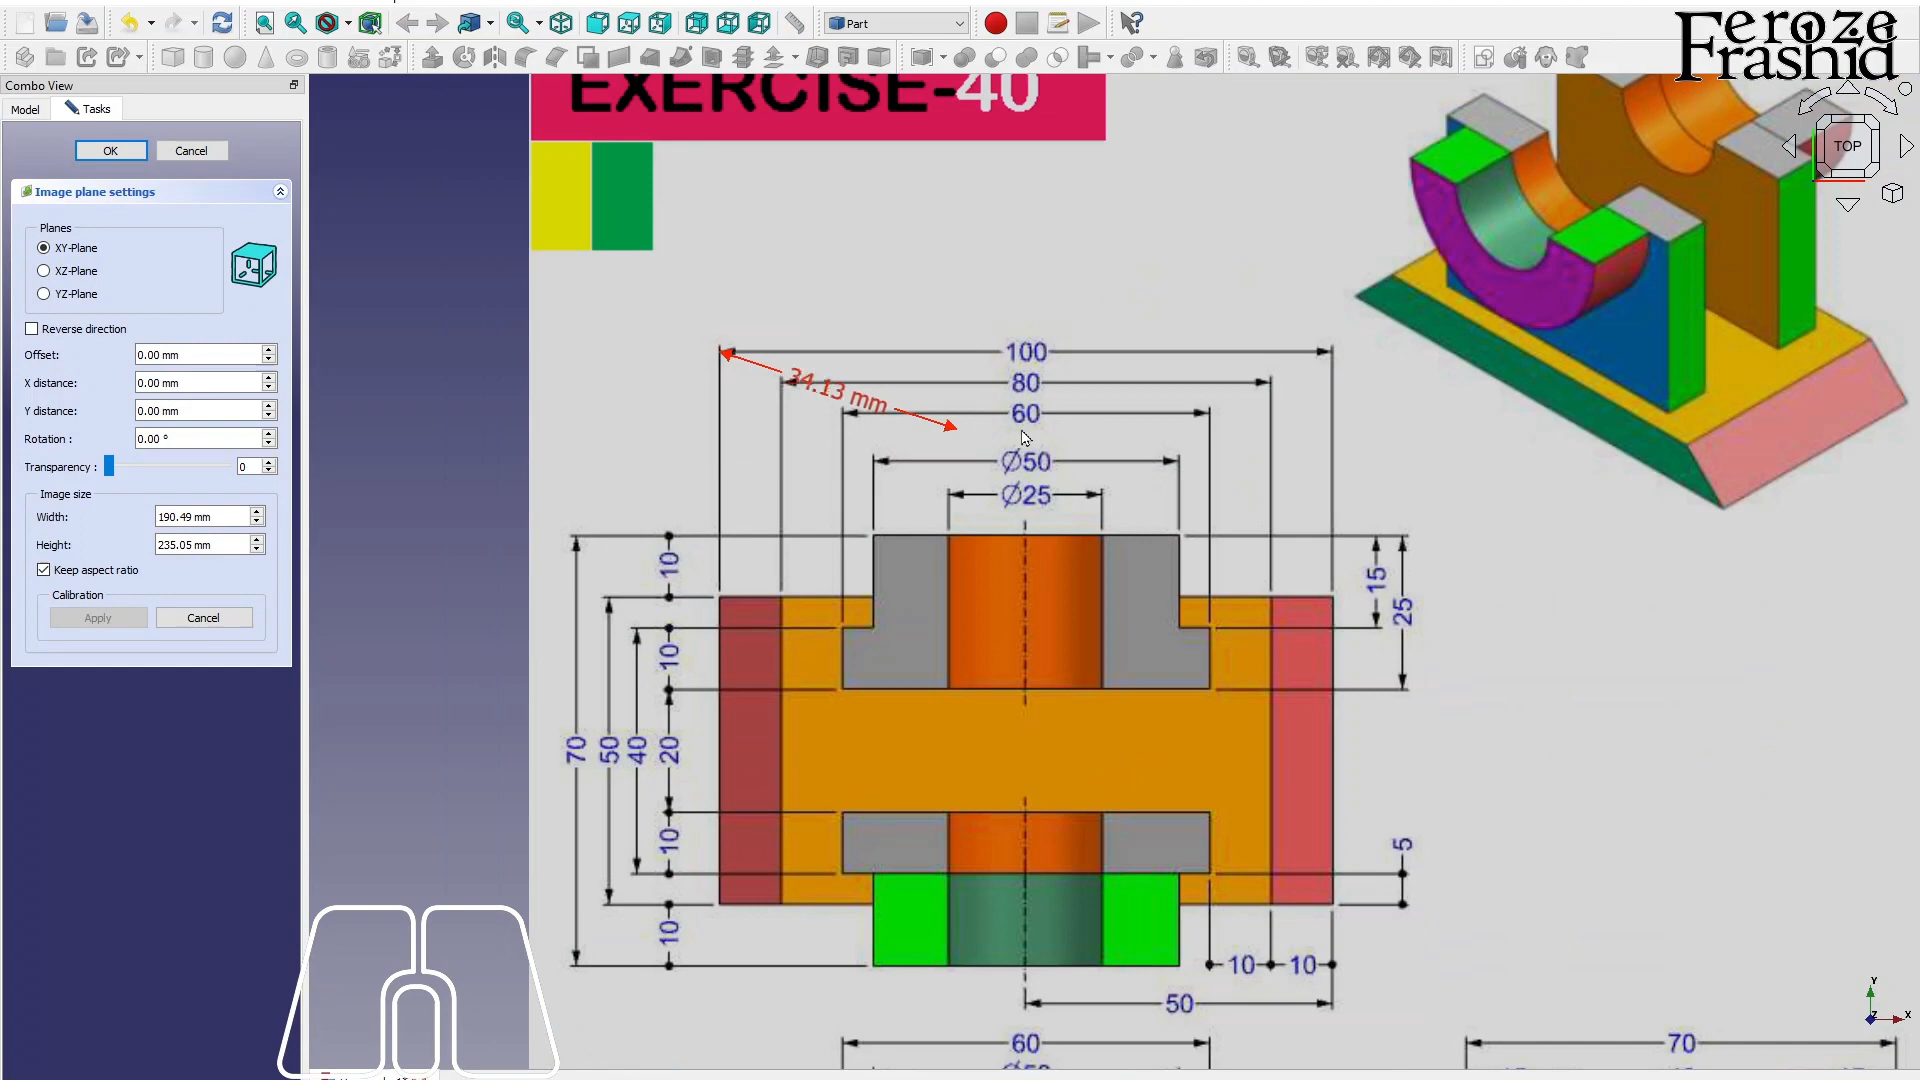 Part
Feroze
Frashid
Combo View
Model
Tasks
OK
Cancel
Image plane settings
Planes
XY-Plane
XZ-Plane
YZ-Plane
Reverse direction
Offset:
0.00 mm
X distance:
0.00 mm
Y distance:
0.00 mm
Rotation :
0.00 °
Transparency :
0
Image size
Width:
190.49 mm
Height:
235.05 mm
Keep aspect ratio
Calibration
Apply
Cancel
EXERCISE-40
TOP
100
34.13 mm
80
60
Ø50
Ø25
10
15
25
10
70
50
40
20
10
5
10
10
10
50
60
70
Y
Z
X